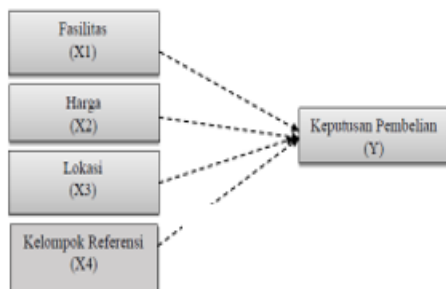 Fasilitas
(X1)
Harga
(X2)
Lokasi
(X3)
Kelompok Referensi
(X4)
Keputusan Pembelian
(Y)